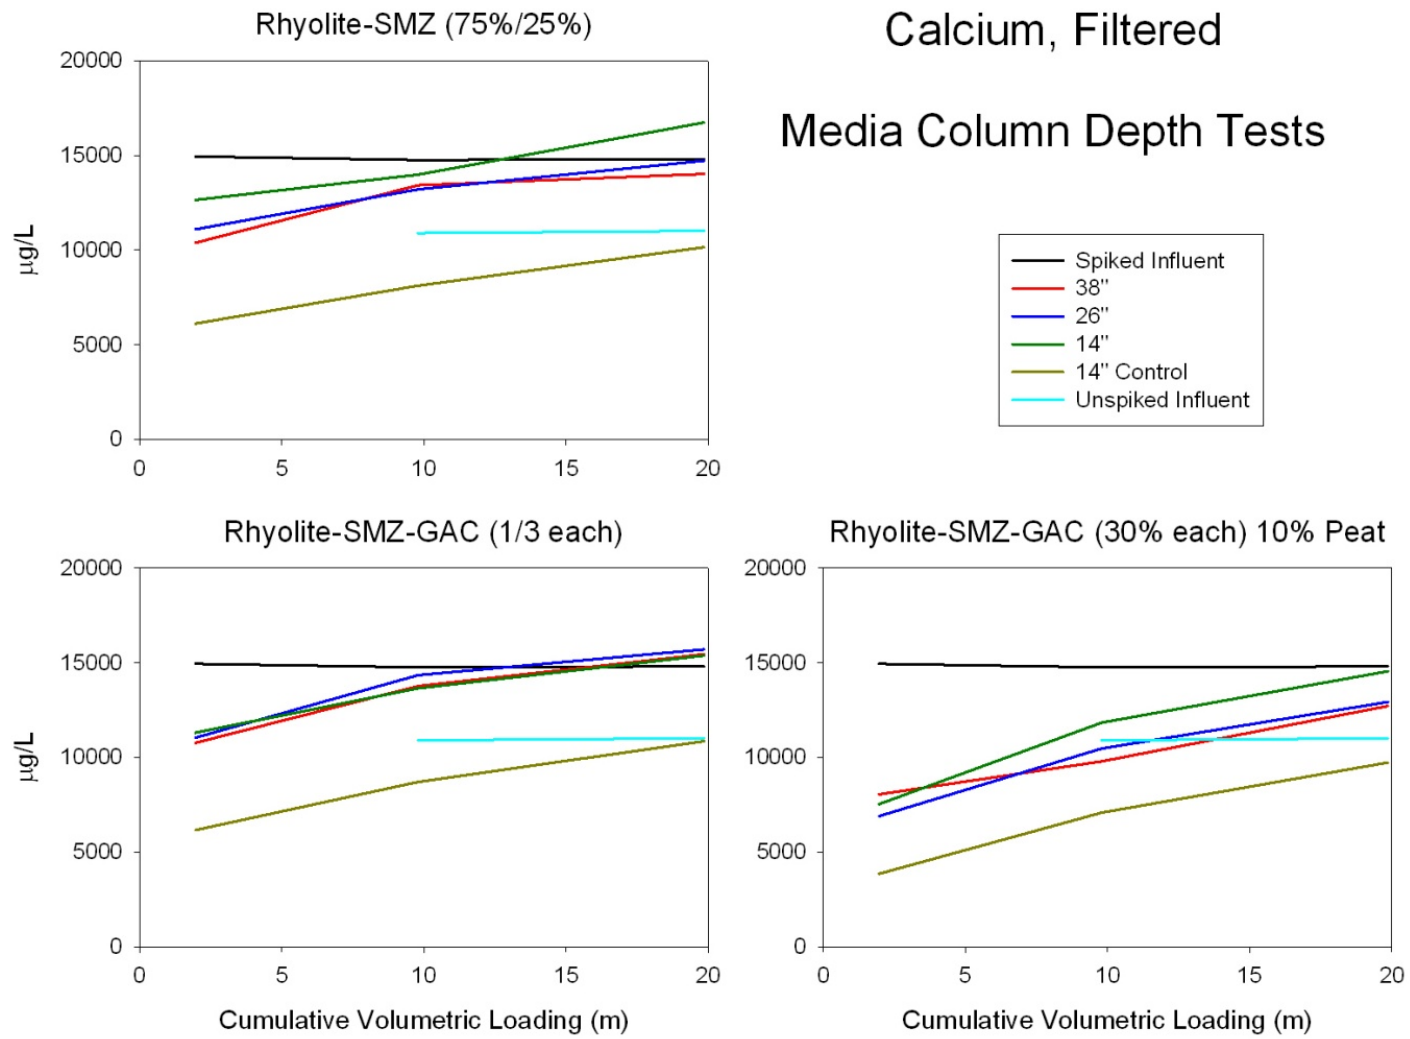 Rhyolite-SMZ (75%/25%)
Calcium, Filtered
Media Column Depth Tests
20000
15000
10000
5000
0
µg/L
0 5 10 15 20
Spiked Influent
38”
26”
14”
14” Control
Unspiked Influent
Rhyolite-SMZ-GAC (1/3 each)
20000
15000
10000
5000
0
µg/L
0 5 10 15 20
Cumulative Volumetric Loading (m)
Rhyolite-SMZ-GAC (30% each) 10% Peat
20000
15000
10000
5000
0
0 5 10 15 20
Cumulative Volumetric Loading (m)